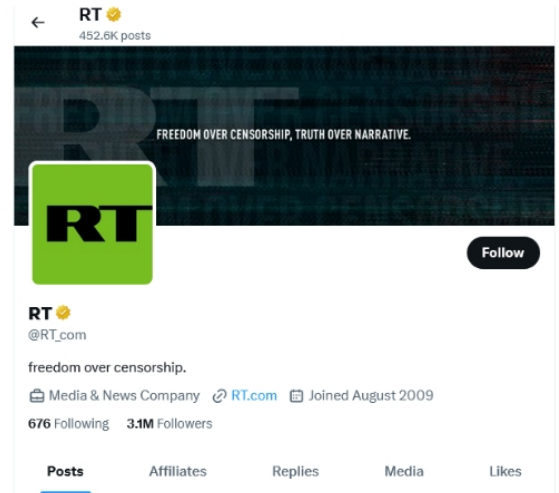 RT
452.6K posts
FREEDOM OVER CENSORSHIP, TRUTH OVER NARRATIVE.
RT
Follow
RT
@RT_com
freedom over censorship.
Media & News Company RT.com Joined August 2009
676 Following 3.1M Followers
Posts Affiliates Replies Media Likes